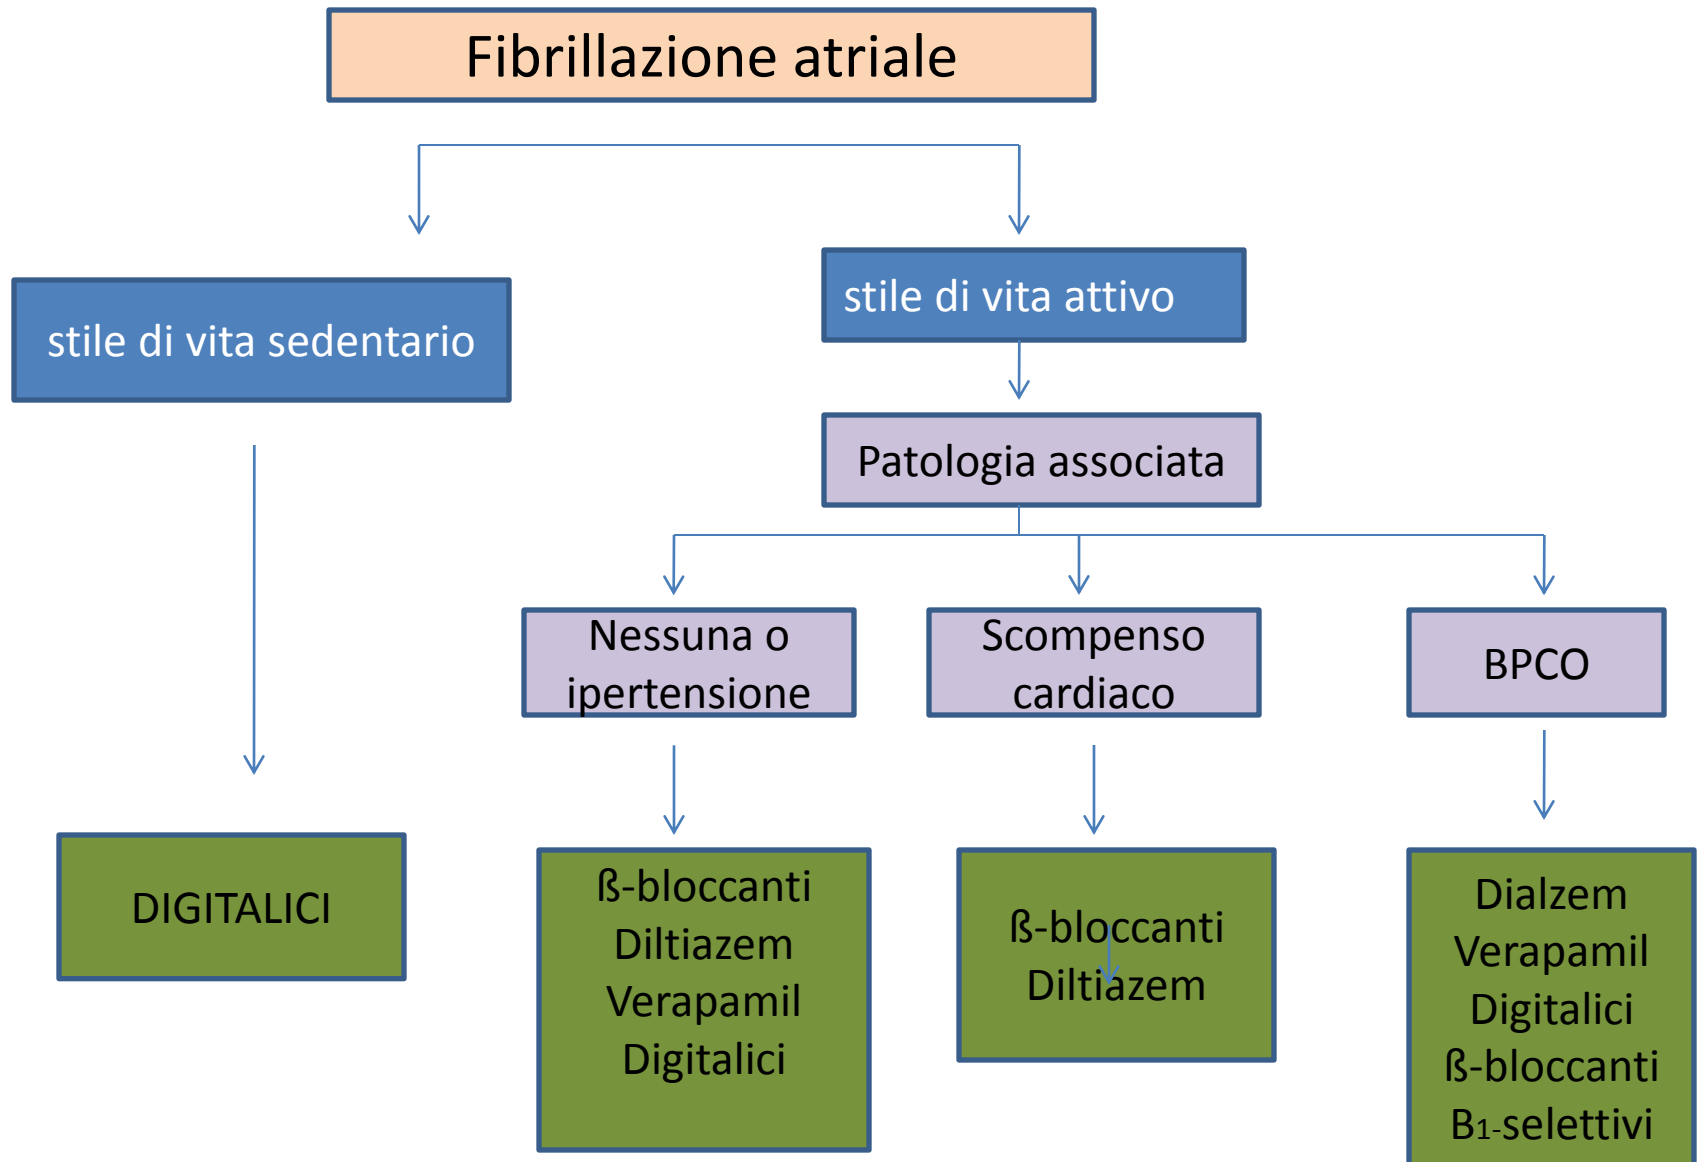 Fibrillazione atriale
stile di vita sedentario
stile di vita attivo
Patologia associata
Nessuna o
ipertensione
Scompenso
cardiaco
BPCO
DIGITALICI
ß-bloccanti
Diltiazem
Verapamil
Digitalici
ß-bloccanti
Diltiazem
Dialzem
Verapamil
Digitalici
ß-bloccanti
B1-selettivi